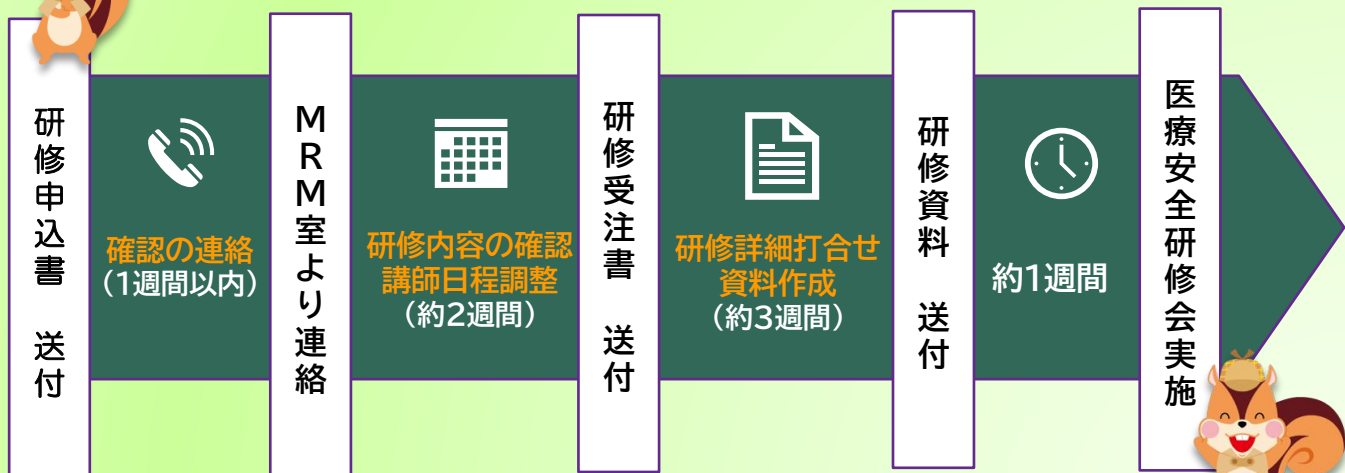 研修申込書　送付
確認の連絡
（1週間以内）
ＭＲＭ室より連絡
研修内容の確認
講師日程調整
（約2週間）
研修受注書　送付
研修詳細打合せ
資料作成
（約3週間）
研修資料　送付
約1週間
医療安全研修会実施